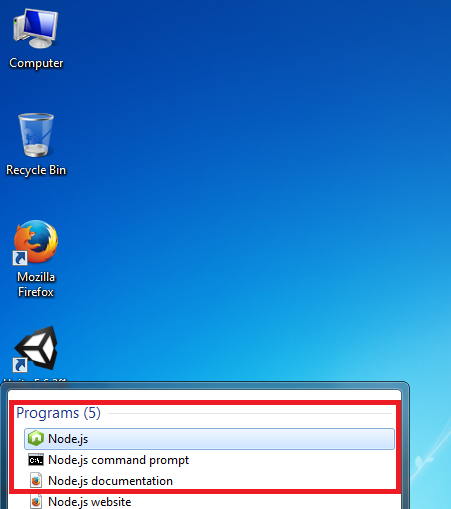 Computer
Recycle Bin
Mozilla
Firefox
Programs (5)
Node.js
C:\.
Node.js command prompt
Node.js documentation
Node.js website